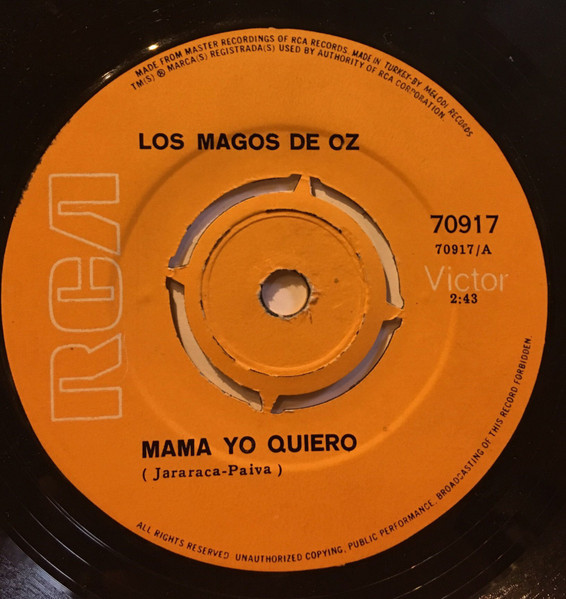 MADE FROM MASTER RECORDINGS OF RCA RECORDS. MADE IN TURKEY-BY MELODI RECORDS
TM(S) ® MARCA(S) REGISTRADA(S) USED BY AUTHORITY OF RCA CORPORATION.
LOS MAGOS DE OZ
RCA
70917
70917/A
Victor
2:43
MAMA YO QUIERO
( Jararaca-Paiva )
ALL RIGHTS RESERVED. UNAUTHORIZED COPYING, PUBLIC PERFORMANCE, BROADCASTING OF THIS RECORD FORBIDDEN.